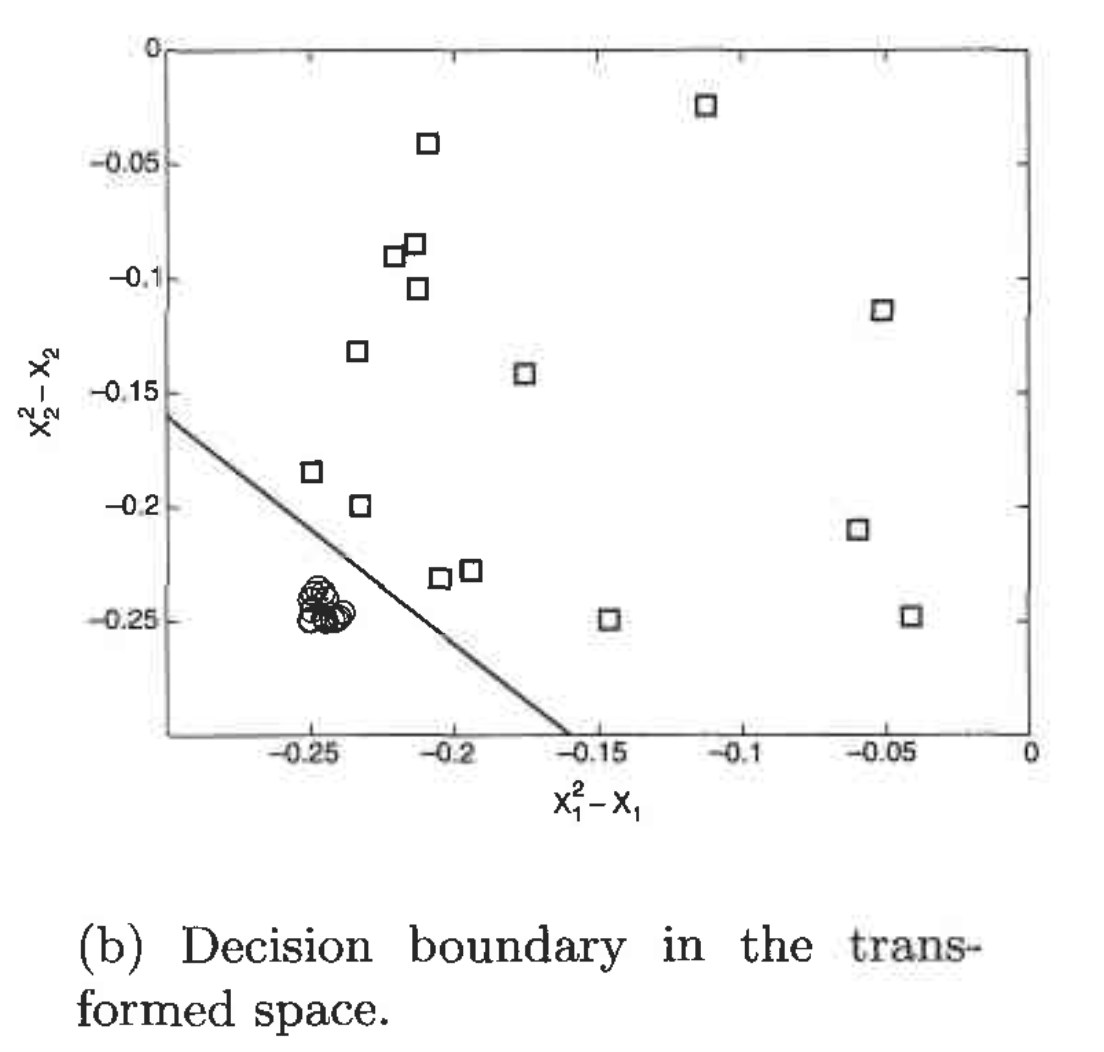 0
−0.05
−0.1
−0.15
−0.2
−0.25
x₂² − x₂
−0.25 −0.2 −0.15 −0.1 −0.05 0
x₁² − x₁
(b) Decision boundary in the trans-
formed space.